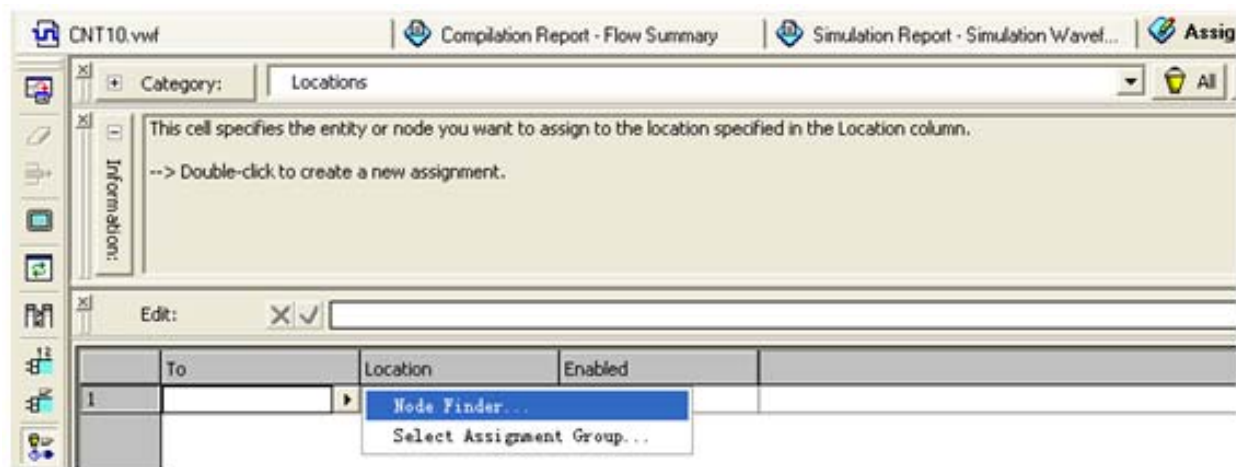 CNT10.vwf Compilation Report - Flow Summary Simulation Report - Simulation Wavef... Assig
Category: Locations All
Information:
This cell specifies the entity or node you want to assign to the location specified in the Location column.
--> Double-click to create a new assignment.
Edit:
To Location Enabled
1 Node Finder...
Select Assignment Group...